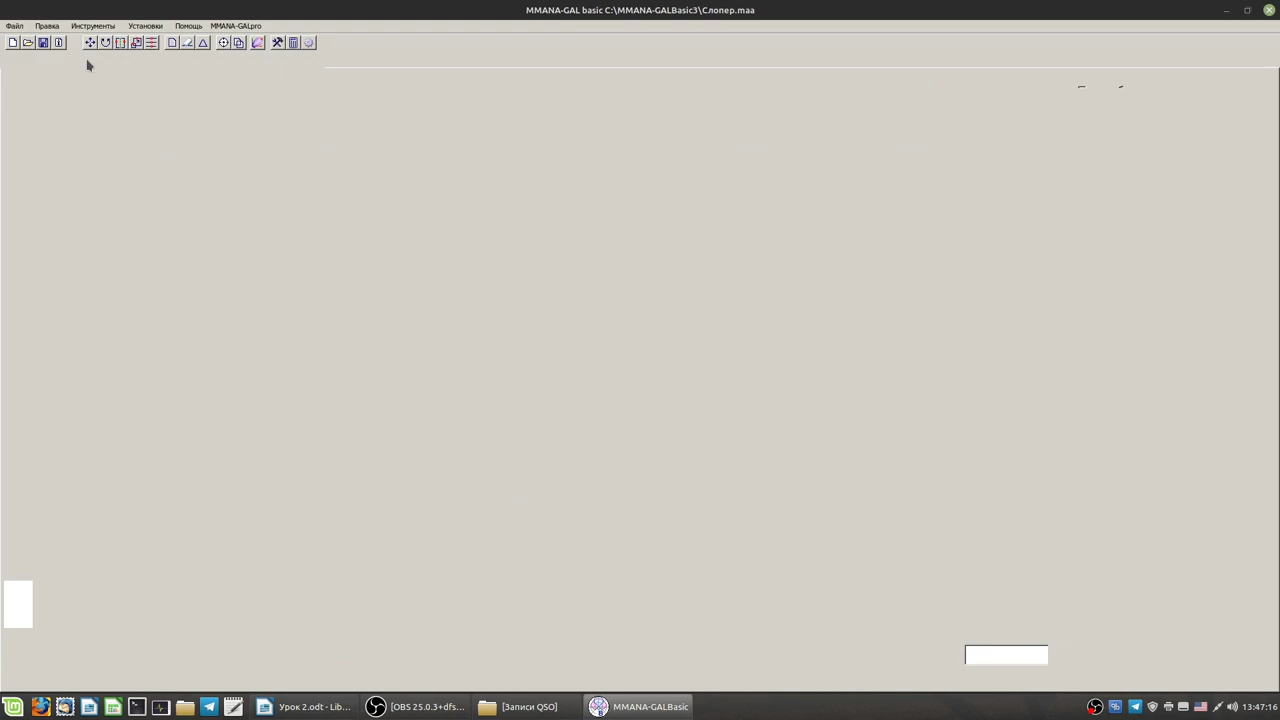 MMANA-GAL basic C:\MMANA-GALBasic3\Слопер.maa
Файл Правка Инструменты Установки Помощь MMANA-GALpro
Урок 2.odt - Lib... [OBS 25.0.3+dfs... [Записи QSO] MMANA-GALBasic 13:47:16